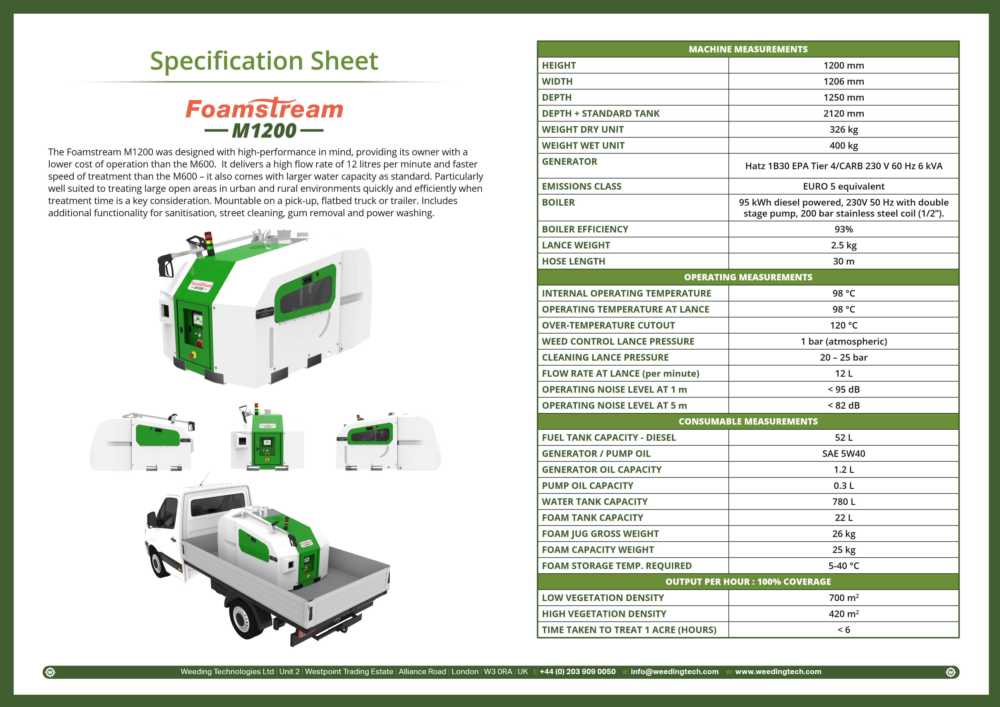 Specification Sheet
Foamstream
M1200
The Foamstream M1200 was designed with high-performance in mind, providing its owner with a
lower cost of operation than the M600.  It delivers a high flow rate of 12 litres per minute and faster
speed of treatment than the M600 – it also comes with larger water capacity as standard. Particularly
well suited to treating large open areas in urban and rural environments quickly and efficiently when
treatment time is a key consideration. Mountable on a pick-up, flatbed truck or trailer. Includes
additional functionality for sanitisation, street cleaning, gum removal and power washing.
Foamstream
M1200
Foamstream
M1200
MACHINE MEASUREMENTS
HEIGHT 1200 mm
WIDTH 1206 mm
DEPTH 1250 mm
DEPTH + STANDARD TANK 2120 mm
WEIGHT DRY UNIT 326 kg
WEIGHT WET UNIT 400 kg
GENERATOR Hatz 1B30 EPA Tier 4/CARB 230 V 60 Hz 6 kVA
EMISSIONS CLASS EURO 5 equivalent
BOILER 95 kWh diesel powered, 230V 50 Hz with double
stage pump, 200 bar stainless steel coil (1/2”).
BOILER EFFICIENCY 93%
LANCE WEIGHT 2.5 kg
HOSE LENGTH 30 m
OPERATING MEASUREMENTS
INTERNAL OPERATING TEMPERATURE 98 °C
OPERATING TEMPERATURE AT LANCE 98 °C
OVER-TEMPERATURE CUTOUT 120 °C
WEED CONTROL LANCE PRESSURE 1 bar (atmospheric)
CLEANING LANCE PRESSURE 20 – 25 bar
FLOW RATE AT LANCE (per minute) 12 L
OPERATING NOISE LEVEL AT 1 m < 95 dB
OPERATING NOISE LEVEL AT 5 m < 82 dB
CONSUMABLE MEASUREMENTS
FUEL TANK CAPACITY - DIESEL 52 L
GENERATOR / PUMP OIL SAE 5W40
GENERATOR OIL CAPACITY 1.2 L
PUMP OIL CAPACITY 0.3 L
WATER TANK CAPACITY 780 L
FOAM TANK CAPACITY 22 L
FOAM JUG GROSS WEIGHT 26 kg
FOAM CAPACITY WEIGHT 25 kg
FOAM STORAGE TEMP. REQUIRED 5-40 °C
OUTPUT PER HOUR : 100% COVERAGE
LOW VEGETATION DENSITY 700 m²
HIGH VEGETATION DENSITY 420 m²
TIME TAKEN TO TREAT 1 ACRE (HOURS) < 6
Weeding Technologies Ltd | Unit 2 | Westpoint Trading Estate | Alliance Road | London | W3 0RA | UK t: +44 (0) 203 909 0050 e: info@weedingtech.com w: www.weedingtech.com